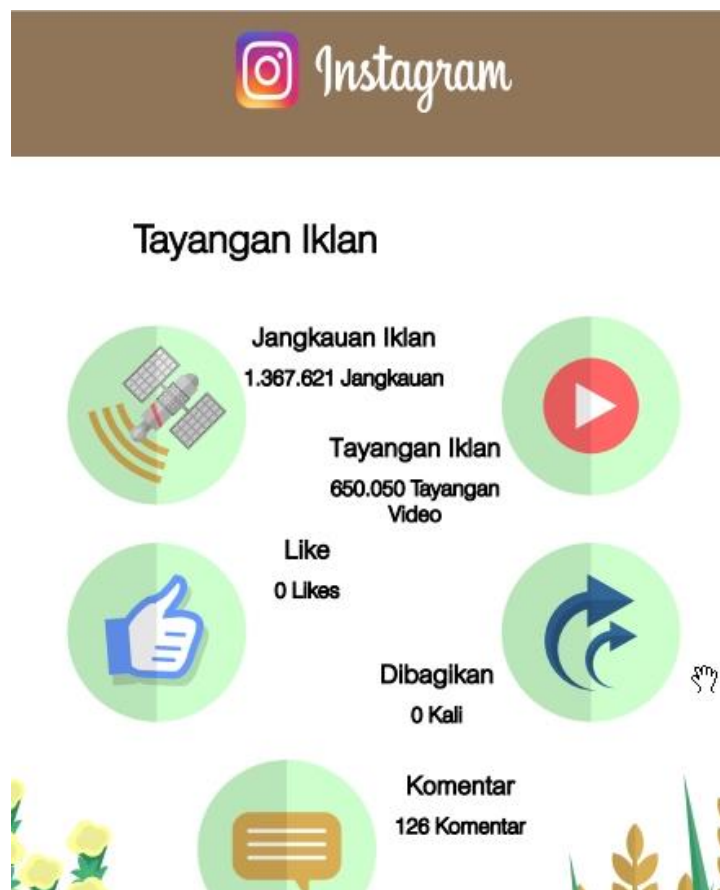 Instagram
Tayangan Iklan
Jangkauan Iklan
1.367.621 Jangkauan
Tayangan Iklan
650.050 Tayangan
Video
Like
0 Likes
Dibagikan
0 Kali
Komentar
126 Komentar